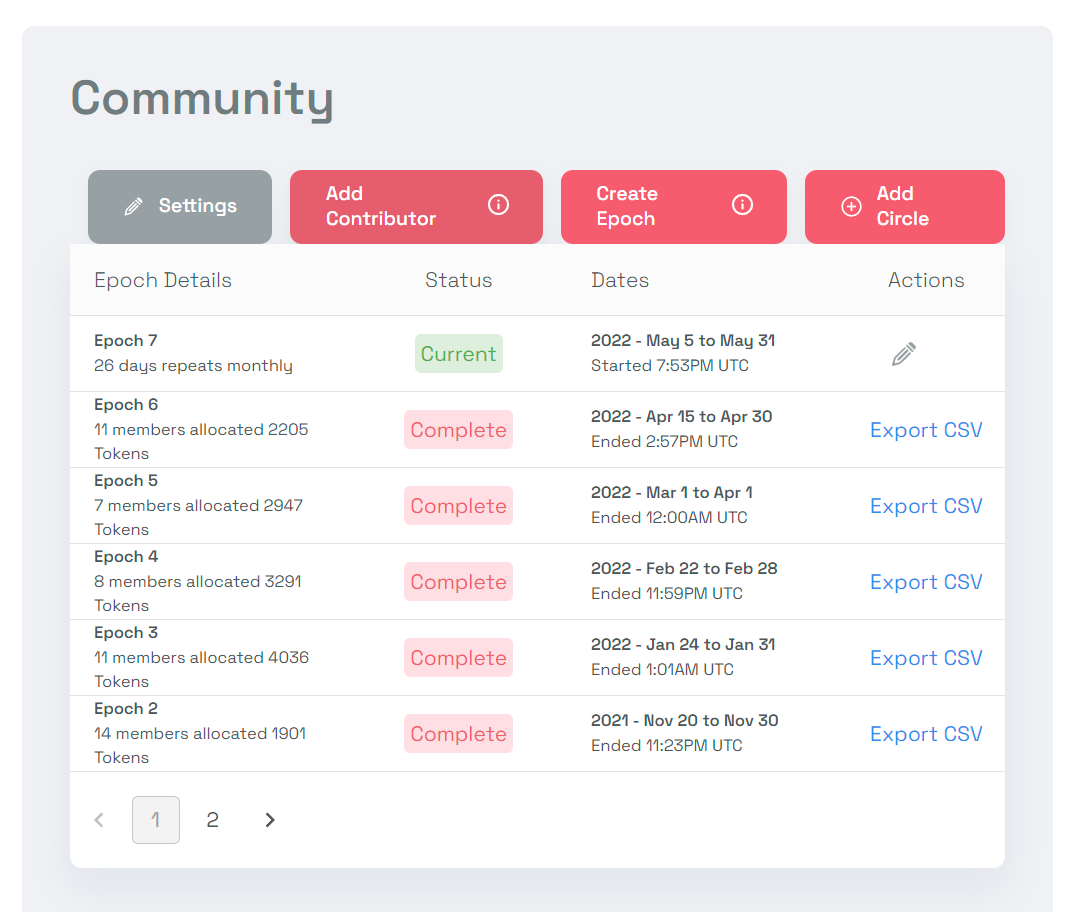 Community
Settings
Add
Contributor
Create
Epoch
Add
Circle
Epoch Details Status Dates Actions
Epoch 7
26 days repeats monthly
Current
2022 - May 5 to May 31
Started 7:53PM UTC
Epoch 6
11 members allocated 2205
Tokens
Complete
2022 - Apr 15 to Apr 30
Ended 2:57PM UTC
Export CSV
Epoch 5
7 members allocated 2947
Tokens
Complete
2022 - Mar 1 to Apr 1
Ended 12:00AM UTC
Export CSV
Epoch 4
8 members allocated 3291
Tokens
Complete
2022 - Feb 22 to Feb 28
Ended 11:59PM UTC
Export CSV
Epoch 3
11 members allocated 4036
Tokens
Complete
2022 - Jan 24 to Jan 31
Ended 1:01AM UTC
Export CSV
Epoch 2
14 members allocated 1901
Tokens
Complete
2021 - Nov 20 to Nov 30
Ended 11:23PM UTC
Export CSV
1 2